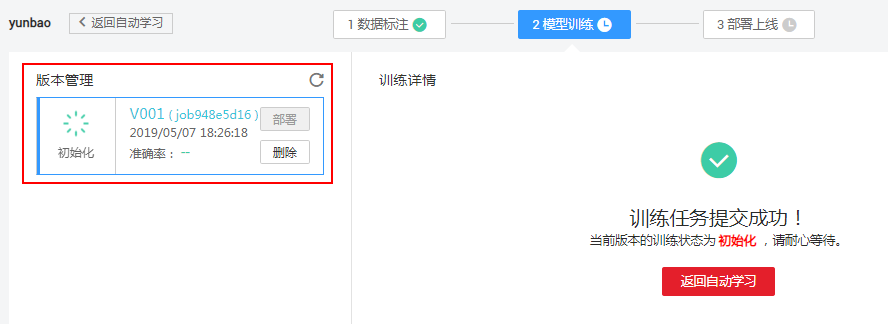 yunbao
返回自动学习
1 数据标注
2 模型训练
3 部署上线
版本管理
V001 ( job948e5d16 )
部署
2019/05/07 18:26:18
初始化
准确率： --
删除
训练详情
训练任务提交成功！
当前版本的训练状态为 初始化 ，请耐心等待。
返回自动学习